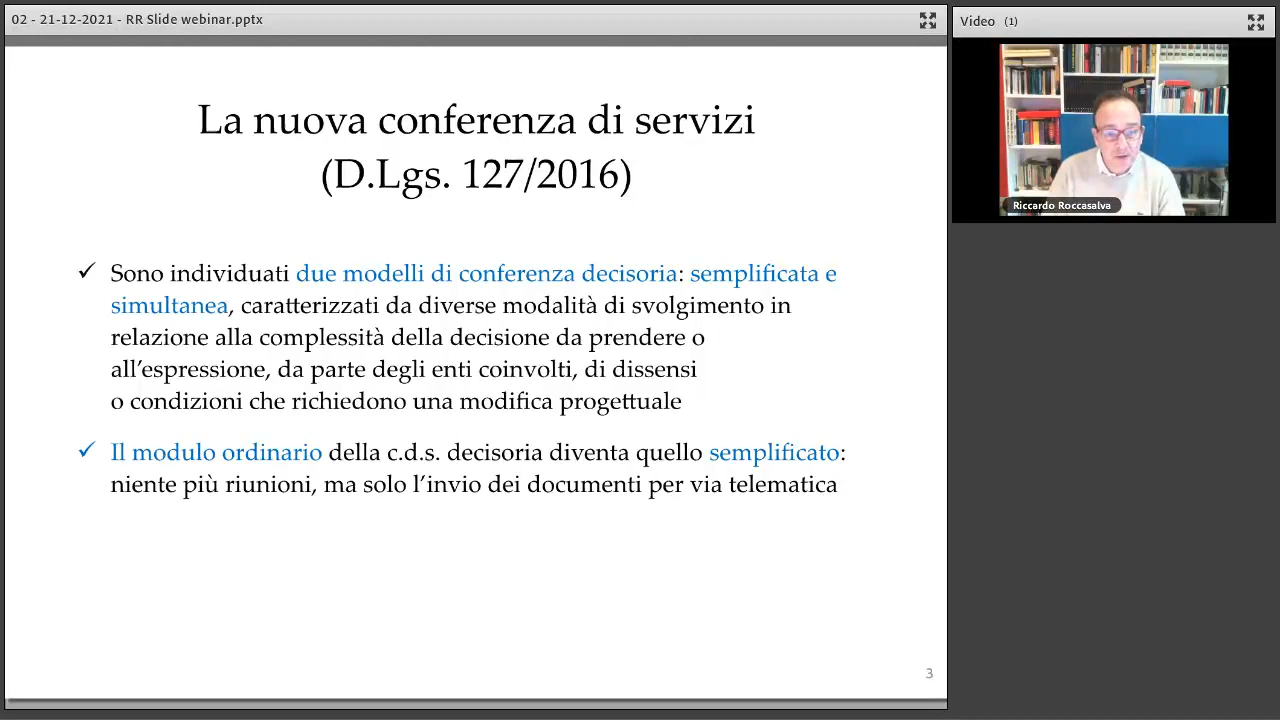 02 - 21-12-2021 - RR Slide webinar.pptx
Video (1)
Riccardo Roccasalva
La nuova conferenza di servizi
(D.Lgs. 127/2016)
✓ Sono individuati due modelli di conferenza decisoria: semplificata e
simultanea, caratterizzati da diverse modalità di svolgimento in
relazione alla complessità della decisione da prendere o
all’espressione, da parte degli enti coinvolti, di dissensi
o condizioni che richiedono una modifica progettuale
✓ Il modulo ordinario della c.d.s. decisoria diventa quello semplificato:
niente più riunioni, ma solo l’invio dei documenti per via telematica
3